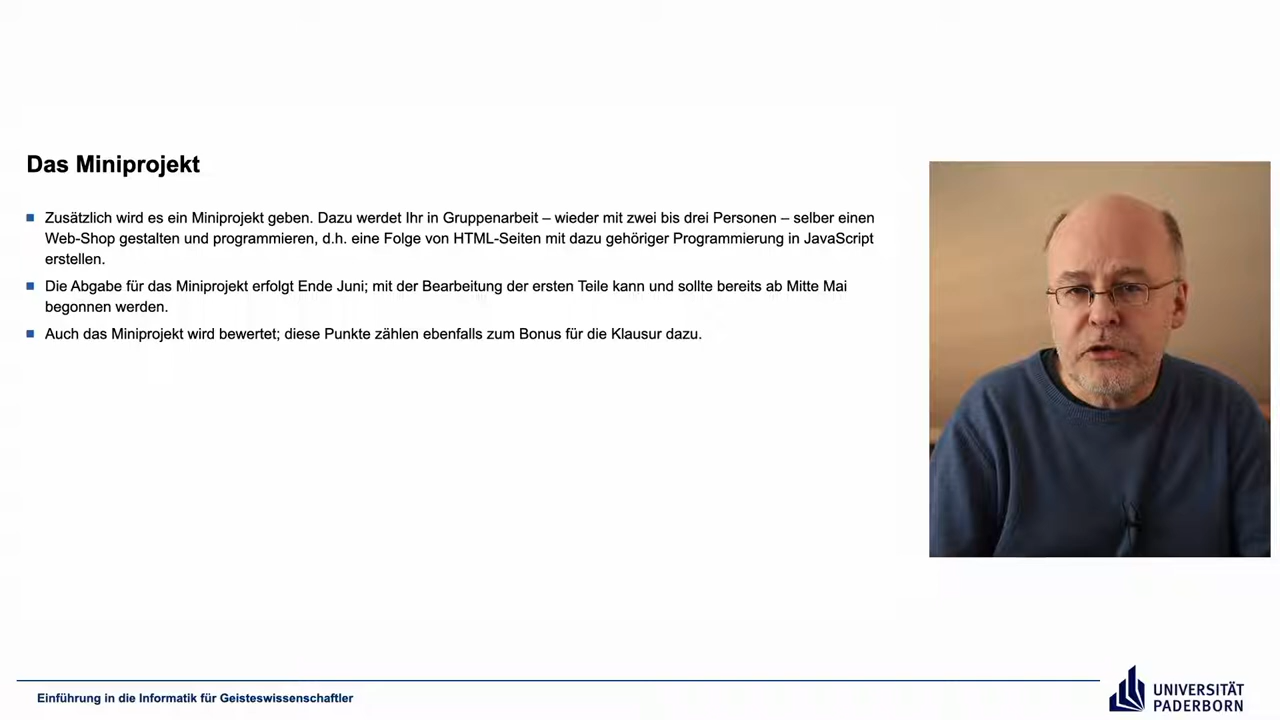 Das Miniprojekt
Zusätzlich wird es ein Miniprojekt geben. Dazu werdet Ihr in Gruppenarbeit – wieder mit zwei bis drei Personen – selber einen
Web-Shop gestalten und programmieren, d.h. eine Folge von HTML-Seiten mit dazu gehöriger Programmierung in JavaScript
erstellen.
Die Abgabe für das Miniprojekt erfolgt Ende Juni; mit der Bearbeitung der ersten Teile kann und sollte bereits ab Mitte Mai
begonnen werden.
Auch das Miniprojekt wird bewertet; diese Punkte zählen ebenfalls zum Bonus für die Klausur dazu.
Einführung in die Informatik für Geisteswissenschaftler
UNIVERSITÄT
PADERBORN